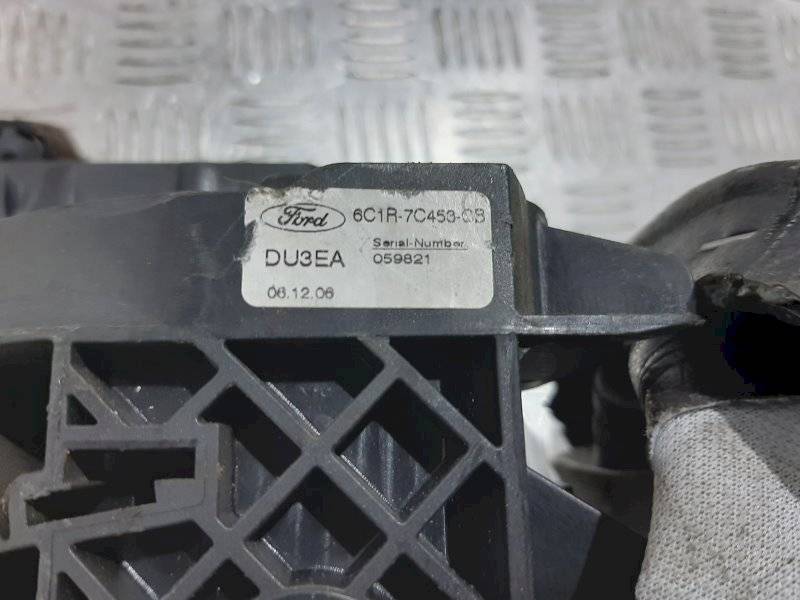 Ford 6C1R-7C453-CB
Serial-Number
DU3EA 059821
06.12.06